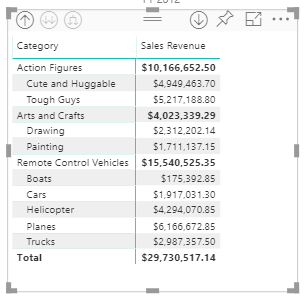 Category Sales Revenue
Action Figures $10,166,652.50
Cute and Huggable $4,949,463.70
Tough Guys $5,217,188.80
Arts and Crafts $4,023,339.29
Drawing $2,312,202.14
Painting $1,711,137.15
Remote Control Vehicles $15,540,525.35
Boats $175,392.85
Cars $1,917,031.30
Helicopter $4,294,070.85
Planes $6,166,672.85
Trucks $2,987,357.50
Total $29,730,517.14